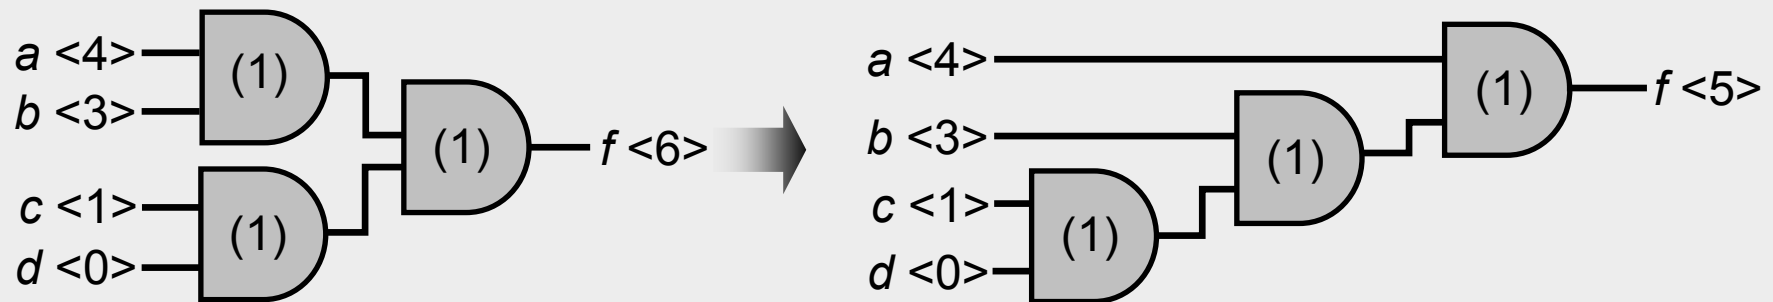 a <4>
b <3>
c <1>
d <0>
(1)
(1)
(1)
f <6>
a <4>
b <3>
c <1>
d <0>
(1)
(1)
(1)
f <5>